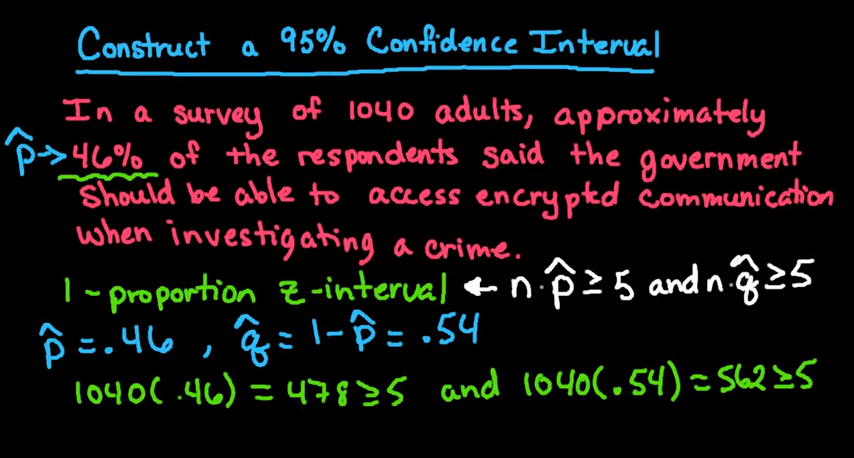 Construct a 95% Confidence Interval
In a survey of 1040 adults, approximately
p̂ → 46% of the respondents said the government
should be able to access encrypted communication
when investigating a crime.
1-proportion z-interval ← n·p̂ ≥ 5 and n·q̂ ≥ 5
p̂ = .46 , q̂ = 1 - p̂ = .54
1040(.46) = 478 ≥ 5 and 1040(.54) = 562 ≥ 5